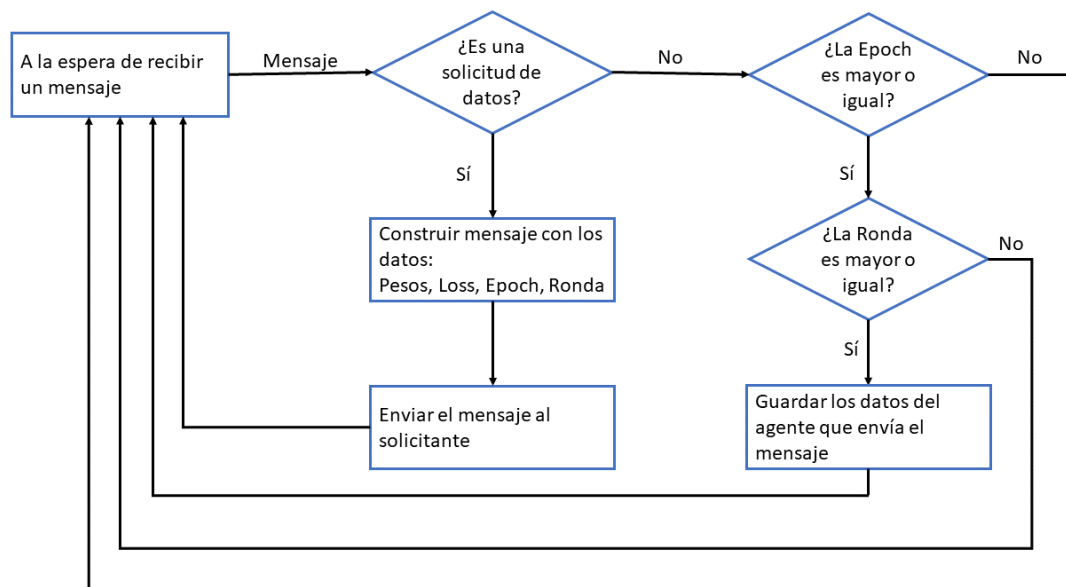 A la espera de recibir
un mensaje
Mensaje
¿Es una
solicitud de
datos?
No
¿La Epoch
es mayor o
igual?
No
Sí
Sí
Construir mensaje con los
datos:
Pesos, Loss, Epoch, Ronda
¿La Ronda
es mayor o
igual?
No
Sí
Enviar el mensaje al
solicitante
Guardar los datos del
agente que envía el
mensaje